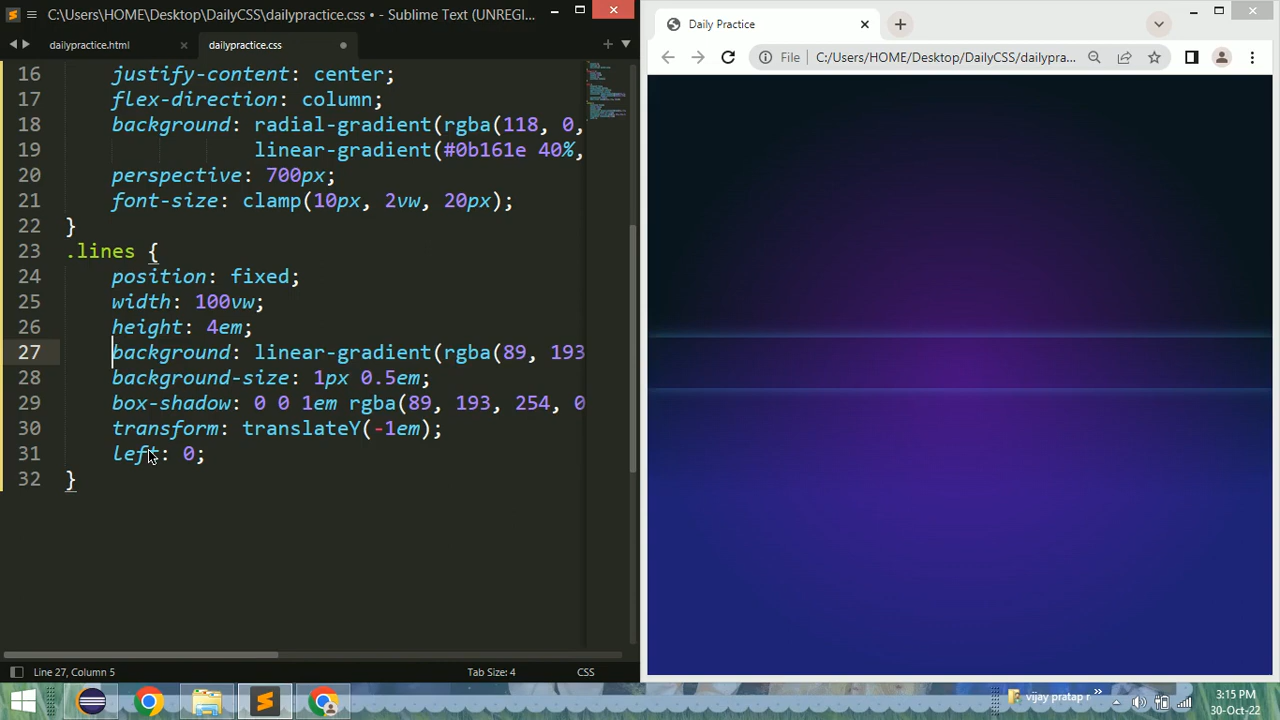 C:\Users\HOME\Desktop\DailyCSS\dailypractice.css • - Sublime Text (UNREGI...
dailypractice.html
dailypractice.css
16 justify-content: center;
17 flex-direction: column;
18 background: radial-gradient(rgba(118, 0,
19 linear-gradient(#0b161e 40%,
20 perspective: 700px;
21 font-size: clamp(10px, 2vw, 20px);
22 }
23 .lines {
24 position: fixed;
25 width: 100vw;
26 height: 4em;
27 background: linear-gradient(rgba(89, 193
28 background-size: 1px 0.5em;
29 box-shadow: 0 0 1em rgba(89, 193, 254, 0
30 transform: translateY(-1em);
31 left: 0;
32 }
Line 27, Column 5
Tab Size: 4
CSS
Daily Practice
File C:/Users/HOME/Desktop/DailyCSS/dailypra...
vijay pratap r
3:15 PM
30-Oct-22